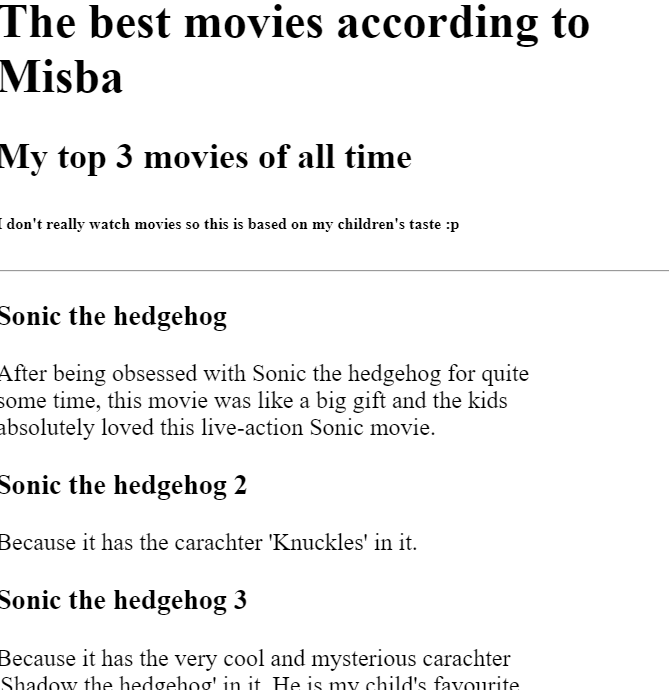 The best movies according to
Misba
My top 3 movies of all time
I don't really watch movies so this is based on my children's taste :p
Sonic the hedgehog
After being obsessed with Sonic the hedgehog for quite
some time, this movie was like a big gift and the kids
absolutely loved this live-action Sonic movie.
Sonic the hedgehog 2
Because it has the carachter 'Knuckles' in it.
Sonic the hedgehog 3
Because it has the very cool and mysterious carachter
'Shadow the hedgehog' in it. He is my child's favourite